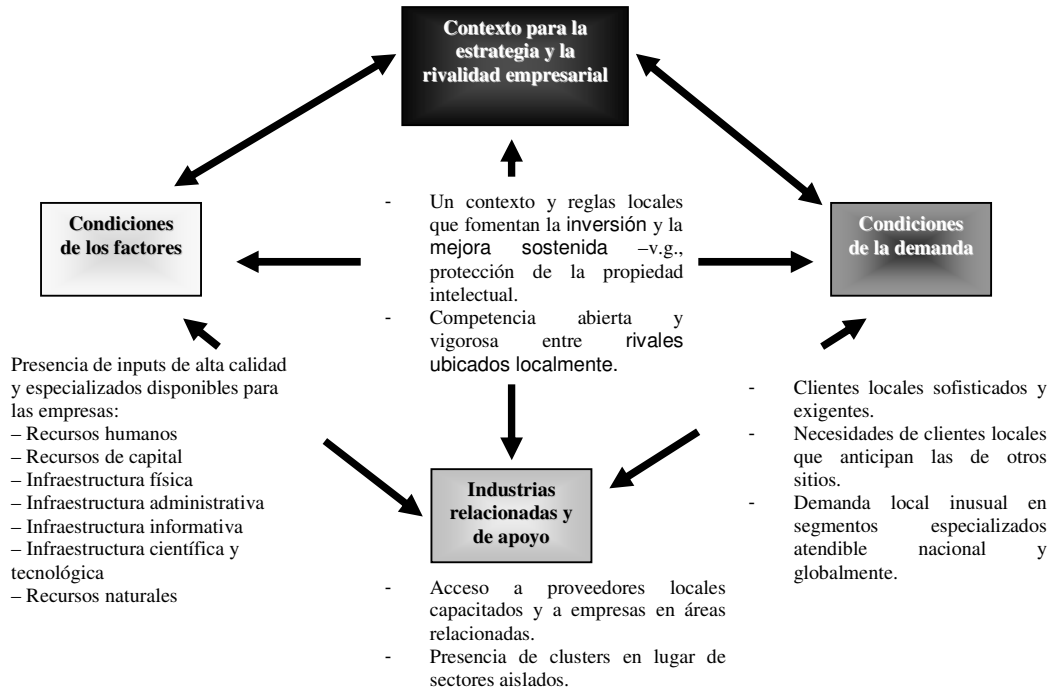 Contexto para la
estrategia y la
rivalidad empresarial
Condiciones
de los factores
- Un contexto y reglas locales
que fomentan la inversión y la
mejora sostenida –v.g.,
protección de la propiedad
intelectual.
- Competencia abierta y
vigorosa entre rivales
ubicados localmente.
Condiciones
de la demanda
Presencia de inputs de alta calidad
y especializados disponibles para
las empresas:
– Recursos humanos
– Recursos de capital
– Infraestructura física
– Infraestructura administrativa
– Infraestructura informativa
– Infraestructura científica y
tecnológica
– Recursos naturales
Industrias
relacionadas y
de apoyo
- Clientes locales sofisticados y
exigentes.
- Necesidades de clientes locales
que anticipan las de otros
sitios.
- Demanda local inusual en
segmentos especializados
atendible nacional y
globalmente.
- Acceso a proveedores locales
capacitados y a empresas en áreas
relacionadas.
- Presencia de clusters en lugar de
sectores aislados.